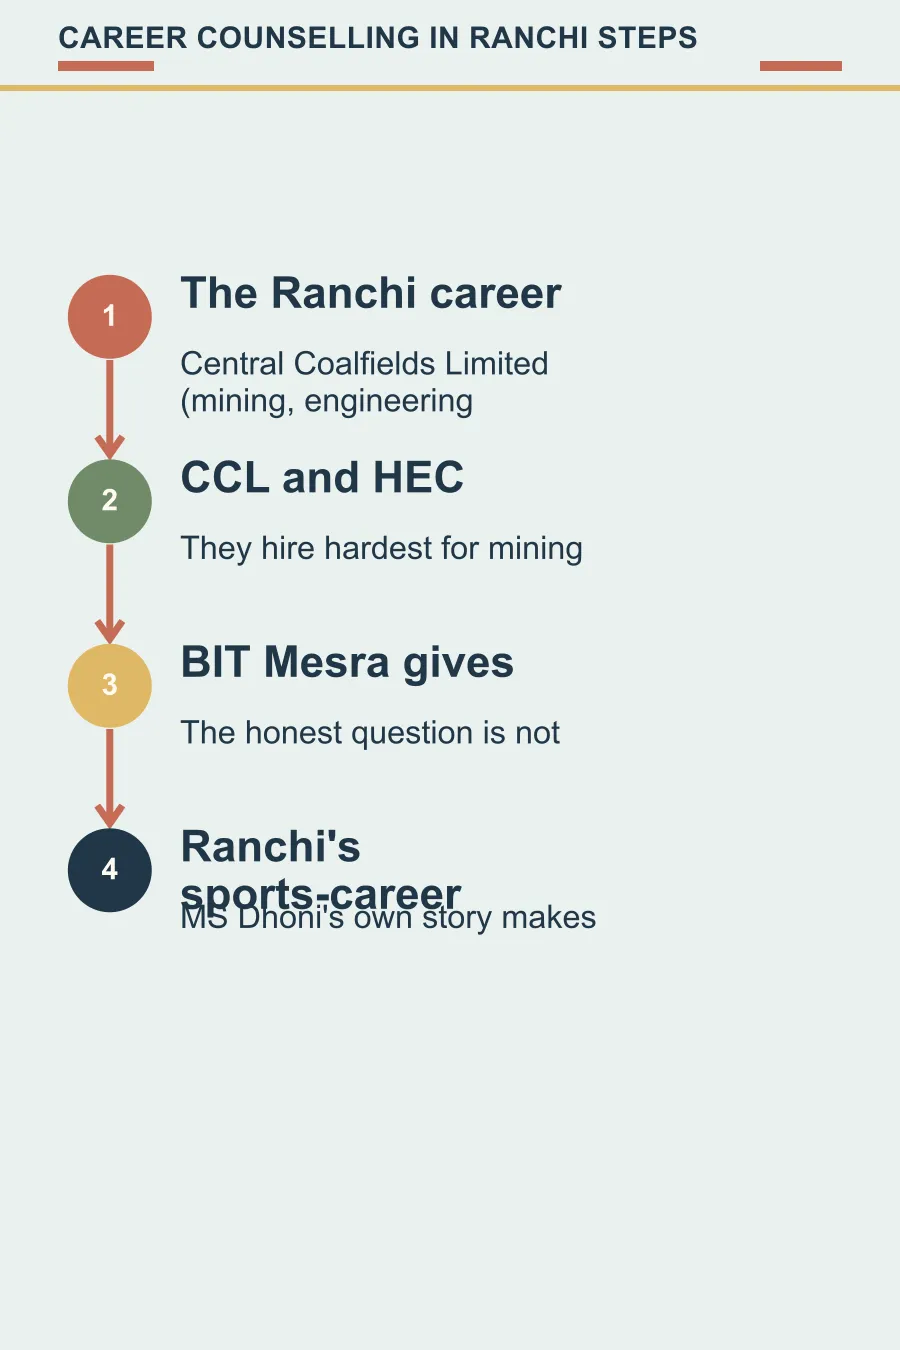 CAREER COUNSELLING IN RANCHI STEPS
1
The Ranchi career
Central Coalfields Limited
(mining, engineering
2
CCL and HEC
They hire hardest for mining
3
BIT Mesra gives
The honest question is not
4
Ranchi's
sports-career
MS Dhoni's own story makes